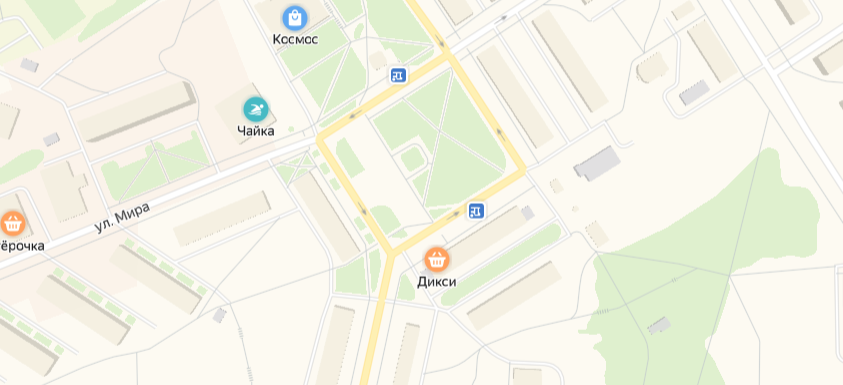 Космос
Чайка
ул. Мира
ёрочка
Дикси